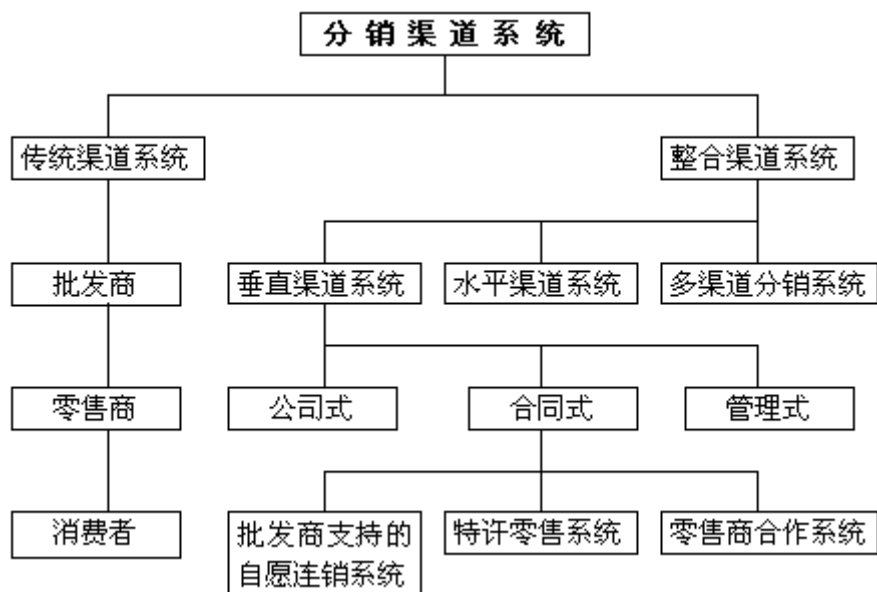 分销渠道系统
传统渠道系统
整合渠道系统
批发商
垂直渠道系统
水平渠道系统
多渠道分销系统
零售商
公司式
合同式
管理式
消费者
批发商支持的
自愿连销系统
特许零售系统
零售商合作系统